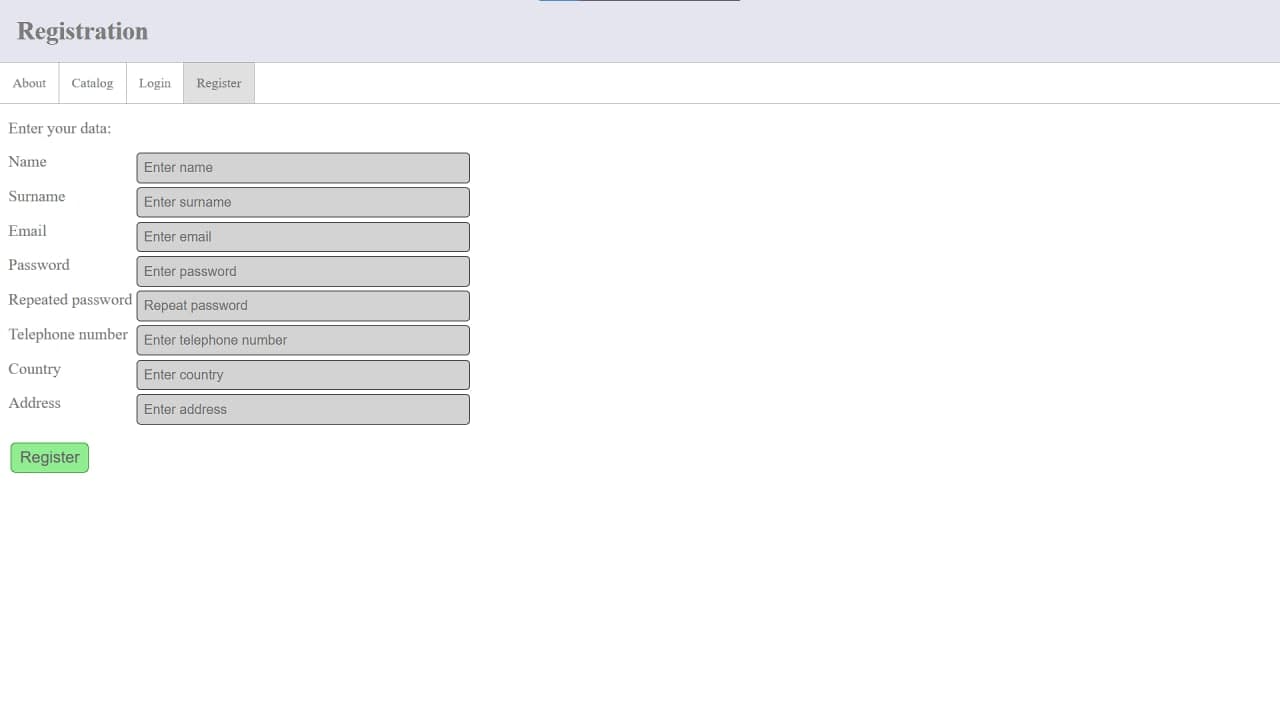 Registration
About Catalog Login Register
Enter your data:
Name Enter name
Surname Enter surname
Email Enter email
Password Enter password
Repeated password Repeat password
Telephone number Enter telephone number
Country Enter country
Address Enter address
Register